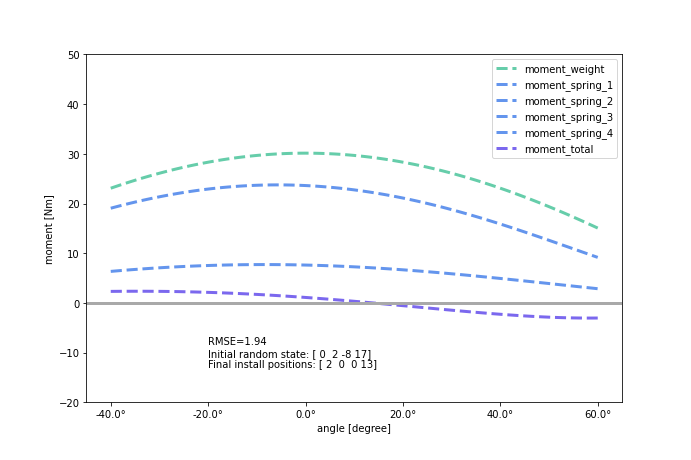 50
40
30
20
10
0
−10
−20
moment [Nm]
moment_weight
moment_spring_1
moment_spring_2
moment_spring_3
moment_spring_4
moment_total
RMSE=1.94
Initial random state: [ 0  2 -8 17]
Final install positions: [ 2  0  0 13]
-40.0° -20.0° 0.0° 20.0° 40.0° 60.0°
angle [degree]